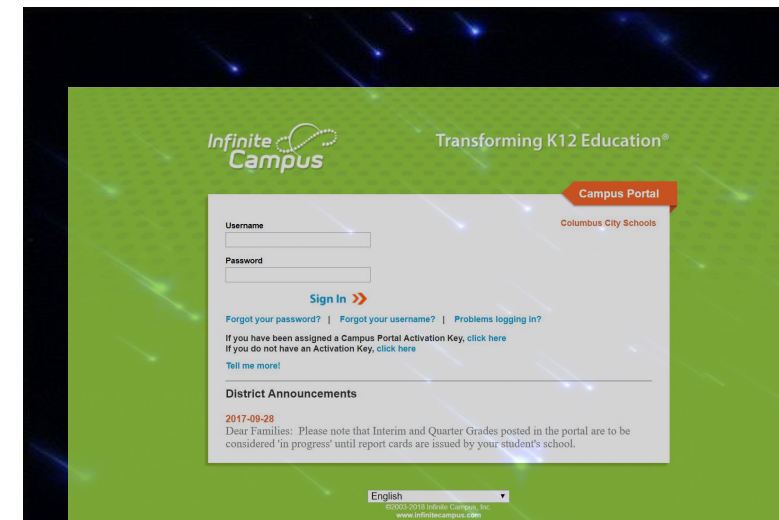 Infinite Campus
Transforming K12 Education®
Campus Portal
Columbus City Schools
Username
Password
Sign In
Forgot your password? | Forgot your username? | Problems logging in?
If you have been assigned a Campus Portal Activation Key, click here
If you do not have an Activation Key, click here
Tell me more!
District Announcements
2017-09-28
Dear Families: Please note that Interim and Quarter Grades posted in the portal are to be
considered 'in progress' until report cards are issued by your student's school.
English
©2003-2018 Infinite Campus, Inc.
www.infinitecampus.com